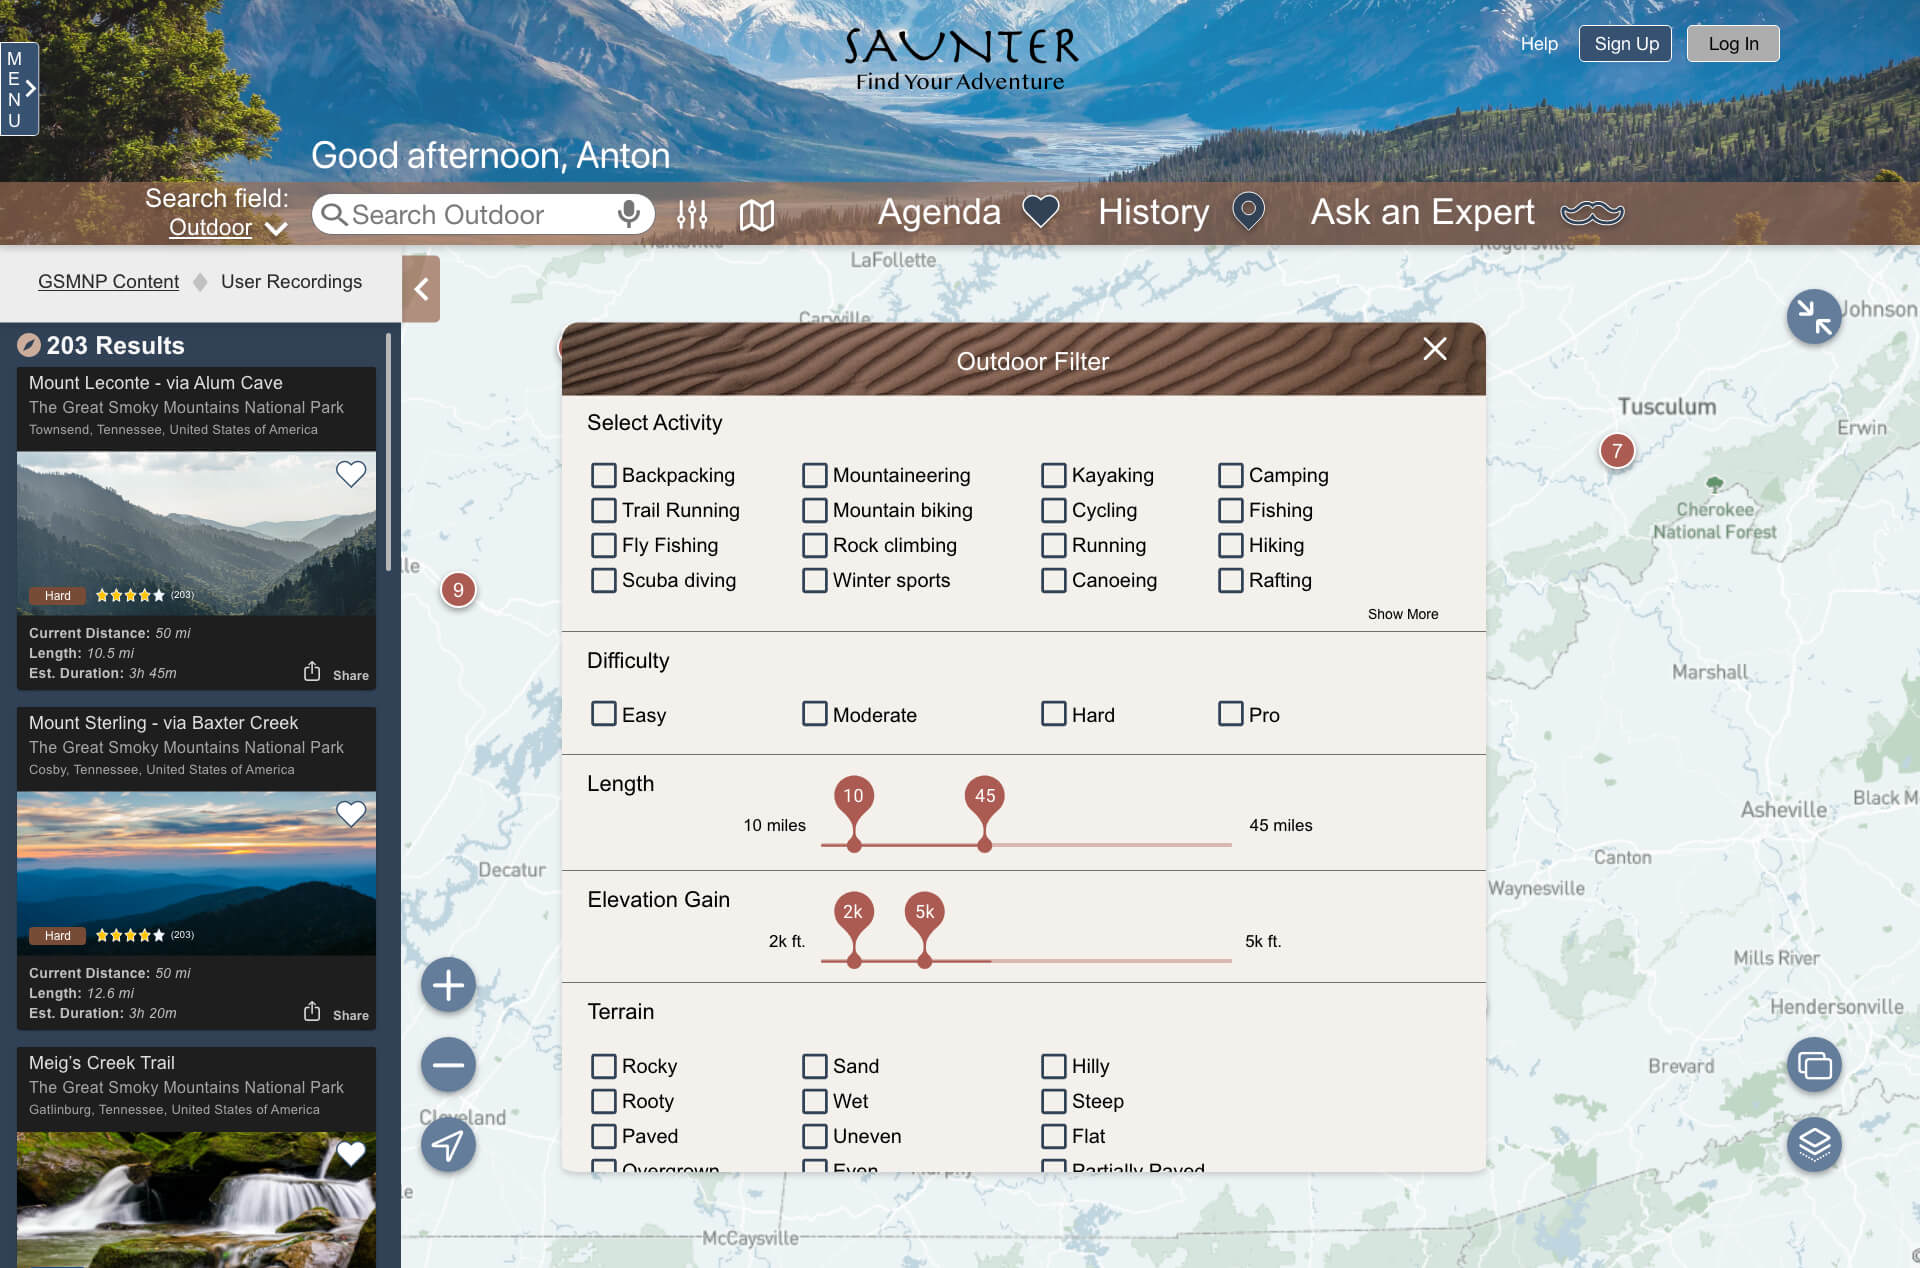 MENU
SAUNTER
Find Your Adventure
Help
Sign Up
Log In
Good afternoon, Anton
Search field:
Outdoor
Search Outdoor
Agenda
History
Ask an Expert
GSMNP Content
User Recordings
203 Results
Mount Leconte - via Alum Cave
The Great Smoky Mountains National Park
Townsend, Tennessee, United States of America
Hard
(203)
Current Distance: 50 mi
Length: 10.5 mi
Est. Duration: 3h 45m
Share
Mount Sterling - via Baxter Creek
The Great Smoky Mountains National Park
Cosby, Tennessee, United States of America
Hard
(203)
Current Distance: 50 mi
Length: 12.6 mi
Est. Duration: 3h 20m
Share
Meig's Creek Trail
The Great Smoky Mountains National Park
Gatlinburg, Tennessee, United States of America
Outdoor Filter
Select Activity
Backpacking
Mountaineering
Kayaking
Camping
Trail Running
Mountain biking
Cycling
Fishing
Fly Fishing
Rock climbing
Running
Hiking
Scuba diving
Winter sports
Canoeing
Rafting
Show More
Difficulty
Easy
Moderate
Hard
Pro
Length
10
45
10 miles
45 miles
Elevation Gain
2k
5k
2k ft.
5k ft.
Terrain
Rocky
Sand
Hilly
Rooty
Wet
Steep
Paved
Uneven
Flat
Overgrown
Even
Partially Paved
LaFollette
Caryville
Rogersville
Johnson
Tusculum
Erwin
7
Cherokee
National Forest
9
Marshall
Asheville
Black M
Decatur
Canton
Waynesville
Mills River
Hendersonville
Brevard
Cleveland
Murphy
McCaysville